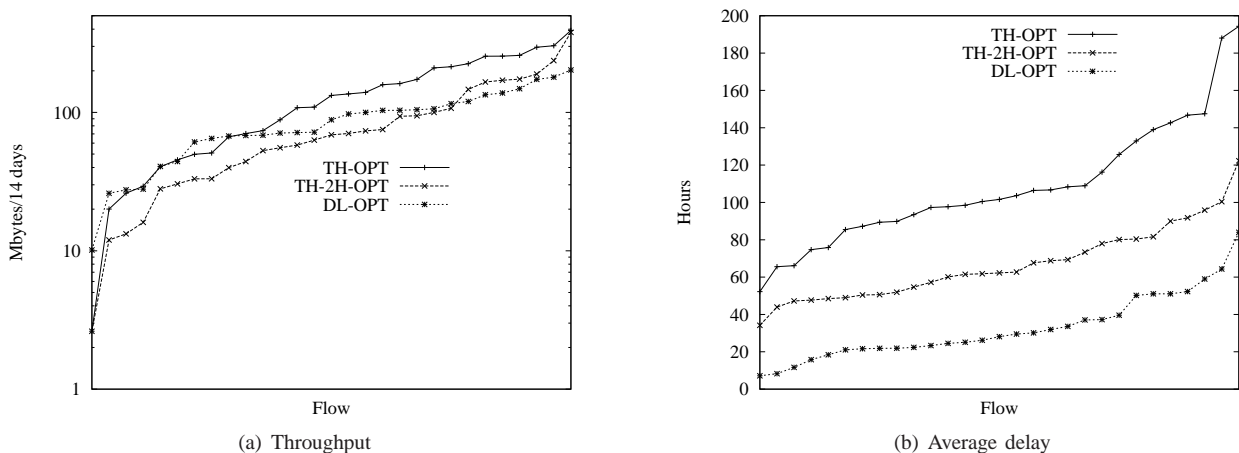 Mbytes/14 days
100
10
1
TH-OPT
TH-2H-OPT
DL-OPT
Flow
(a) Throughput
Hours
200
180
160
140
120
100
80
60
40
20
0
TH-OPT
TH-2H-OPT
DL-OPT
Flow
(b) Average delay